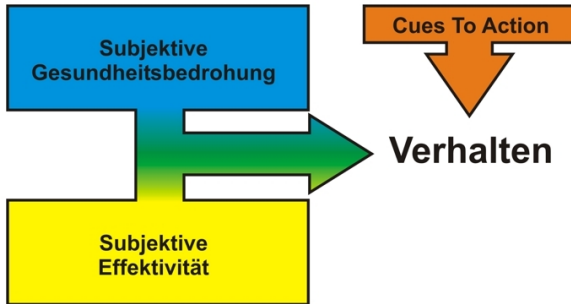 Subjektive
Gesundheitsbedrohung
Cues To Action
Verhalten
Subjektive
Effektivität